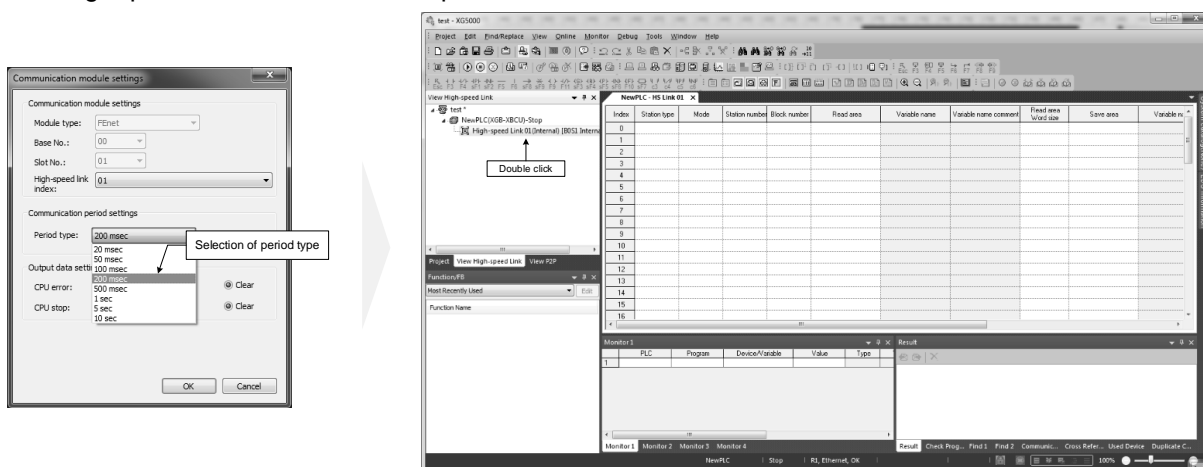 Communication module settings
Communication module settings
Module type: FEnet
Base No.: 00
Slot No.: 01
High-speed link index: 01
Communication period settings
Period type: 200 msec
20 msec
50 msec
100 msec
200 msec
500 msec
1 sec
5 sec
10 sec
Selection of period type
Output data setti
CPU error: Clear
CPU stop: Clear
OK Cancel
test - XG5000
Project Edit Find/Replace View Online Monitor Debug Tools Window Help
View High-speed Link
test *
NewPLC(XGB-XBCU)-Stop
High-speed Link 01(Internal) [B0S1 Interna
Double click
Project View High-speed Link View P2P
Function/FB
Most Recently Used Edit
Function Name
NewPLC - HS Link 01
Index Station type Mode Station number Block number Read area Variable name Variable name comment Read area Word size Save area Variable n
0
1
2
3
4
5
6
7
8
9
10
11
12
13
14
15
16
Monitor 1
PLC Program Device/Variable Value Type
1
Monitor 1 Monitor 2 Monitor 3 Monitor 4
Result
Result Check Prog... Find 1 Find 2 Communic... Cross Refer... Used Device Duplicate C...
NewPLC Stop R1, Ethernet, OK 100%